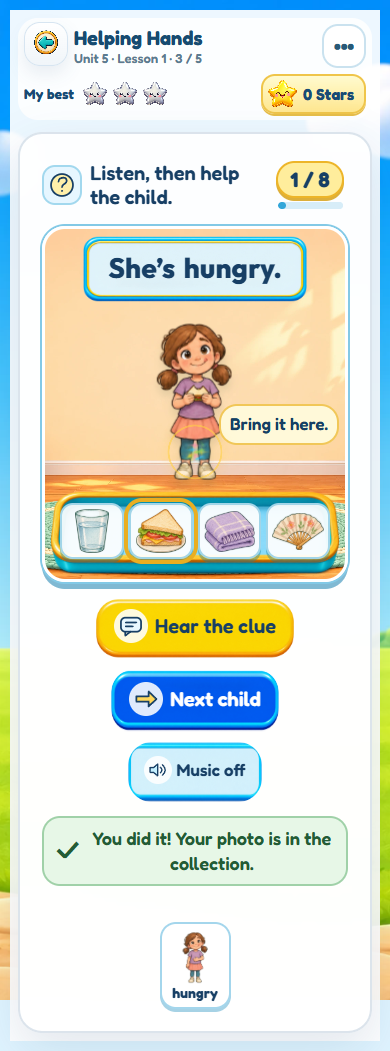 Helping Hands
Unit 5 · Lesson 1 · 3 / 5
My best
0 Stars
Listen, then help
the child.
1 / 8
She's hungry.
Bring it here.
Hear the clue
Next child
Music off
You did it! Your photo is in the
collection.
hungry